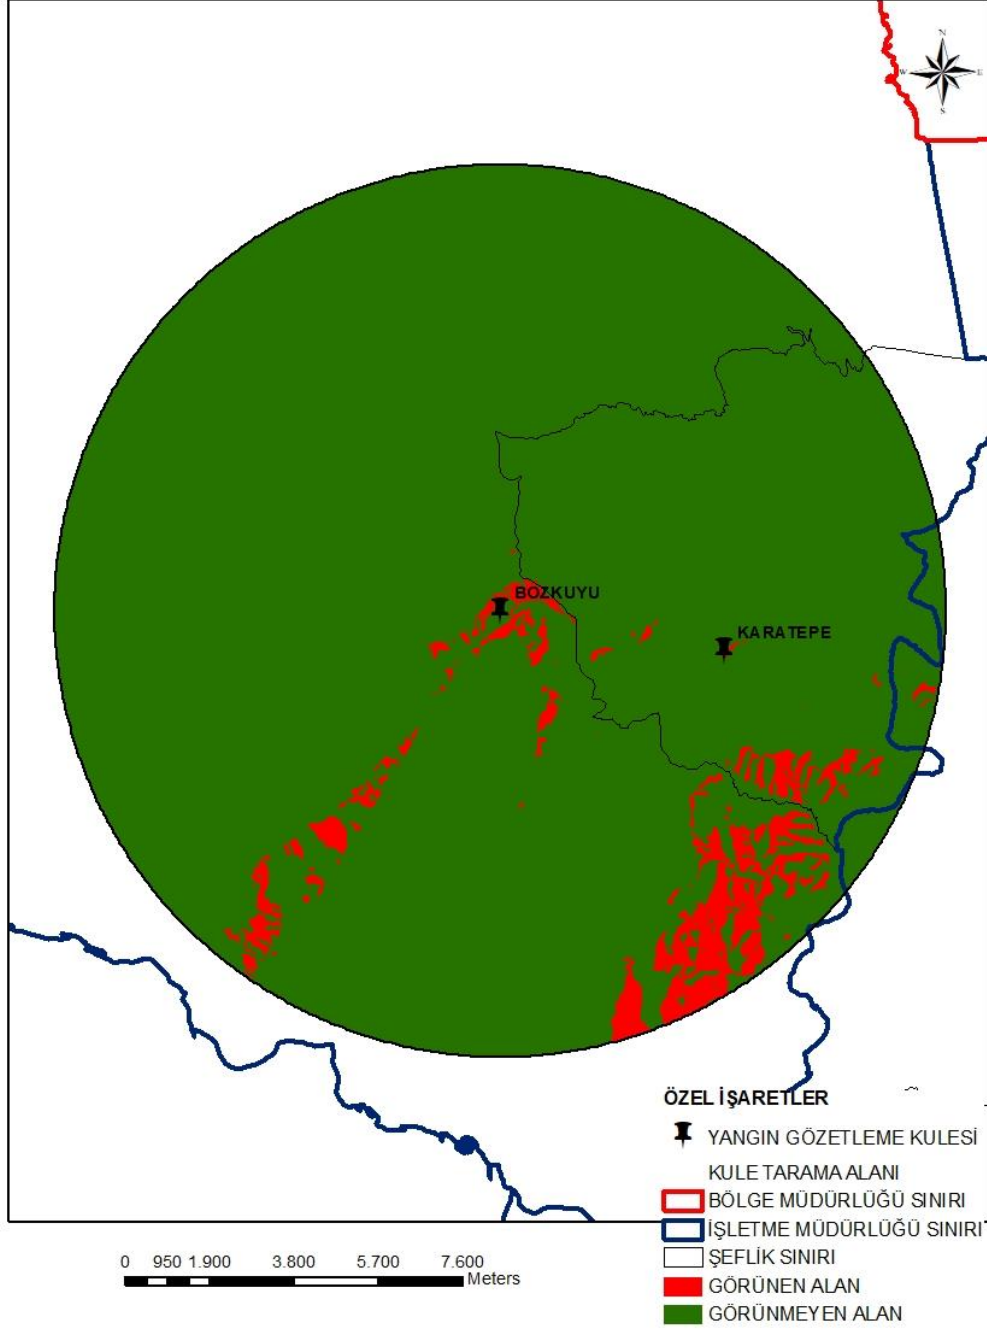 N
W E
S
BOZKUYU
KARATEPE
ÖZEL İŞARETLER
YANGIN GÖZETLEME KULESİ
KULE TARAMA ALANI
BÖLGE MÜDÜRLÜĞÜ SINIRI
İŞLETME MÜDÜRLÜĞÜ SINIRI
ŞEFLİK SINIRI
GÖRÜNEN ALAN
GÖRÜNMEYEN ALAN
0 950 1.900 3.800 5.700 7.600
Meters